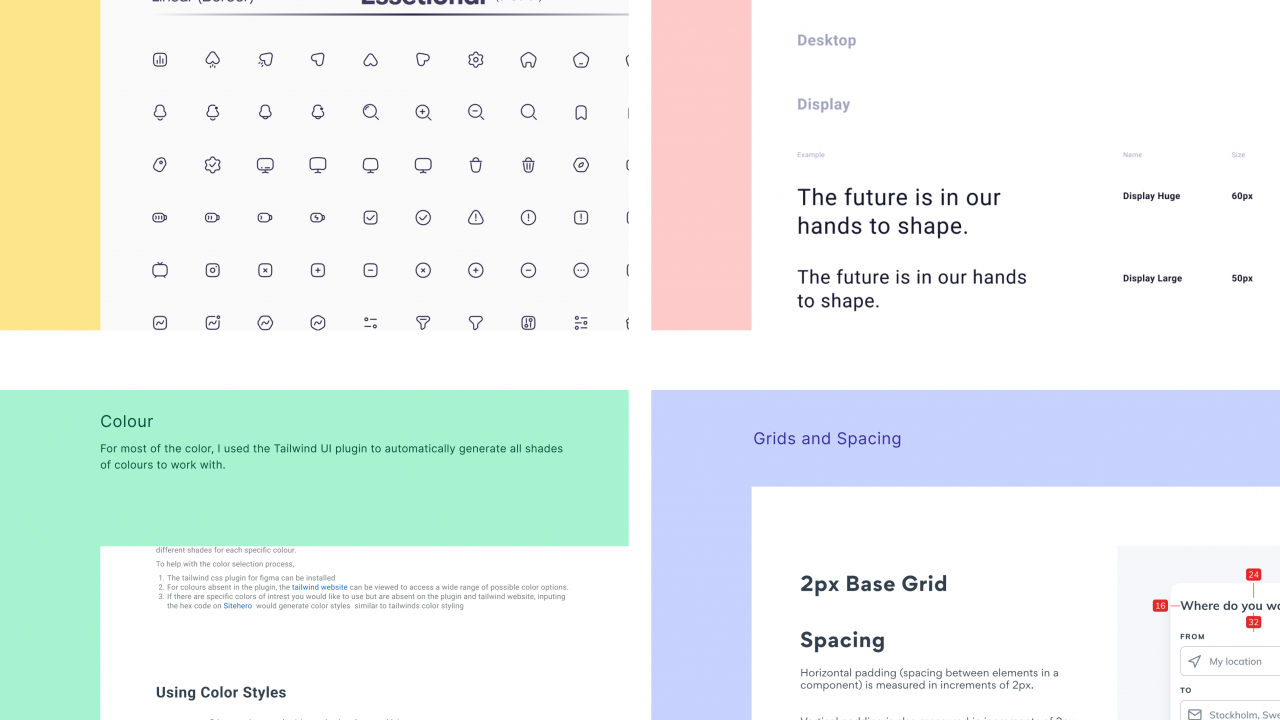 Linear (Border)
Essetional
Desktop
Display
Example Name Size
The future is in our
hands to shape.
Display Huge 60px
The future is in our hands
to shape.
Display Large 50px
Colour
For most of the color, I used the Tailwind UI plugin to automatically generate all shades
of colours to work with.
different shades for each specific colour.
To help with the color selection process,
1. The tailwind css plugin for figma can be installed
2. For colours absent in the plugin, the tailwind website can be viewed to access a wide range of possible color options.
3. If there are specific colors of intrest you would like to use but are absent on the plugin and tailwind website, inputing
the hex code on Sitehero would generate color styles similar to tailwinds color styling
Using Color Styles
Grids and Spacing
2px Base Grid
Spacing
Horizontal padding (spacing between elements in a
component) is measured in increments of 2px.
24
16
Where do you wa
32
FROM
My location
TO
Stockholm, Swe